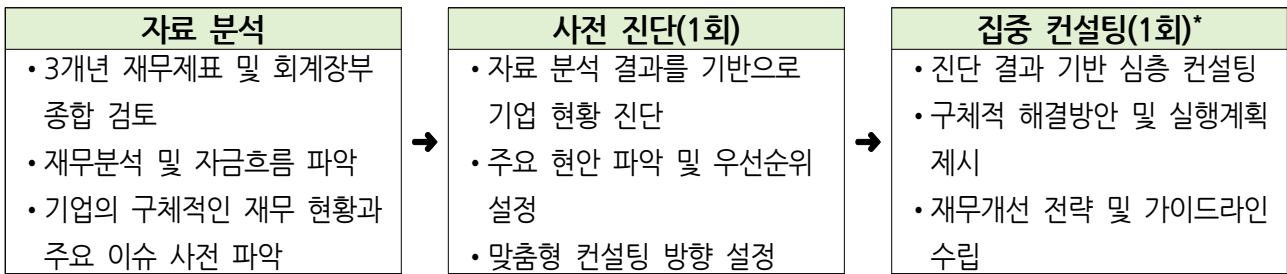 자료 분석
• 3개년 재무제표 및 회계장부
종합 검토
• 재무분석 및 자금흐름 파악
• 기업의 구체적인 재무 현황과
주요 이슈 사전 파악
➜
사전 진단(1회)
• 자료 분석 결과를 기반으로
기업 현황 진단
• 주요 현안 파악 및 우선순위
설정
• 맞춤형 컨설팅 방향 설정
➜
집중 컨설팅(1회)*
• 진단 결과 기반 심층 컨설팅
• 구체적 해결방안 및 실행계획
제시
• 재무개선 전략 및 가이드라인
수립